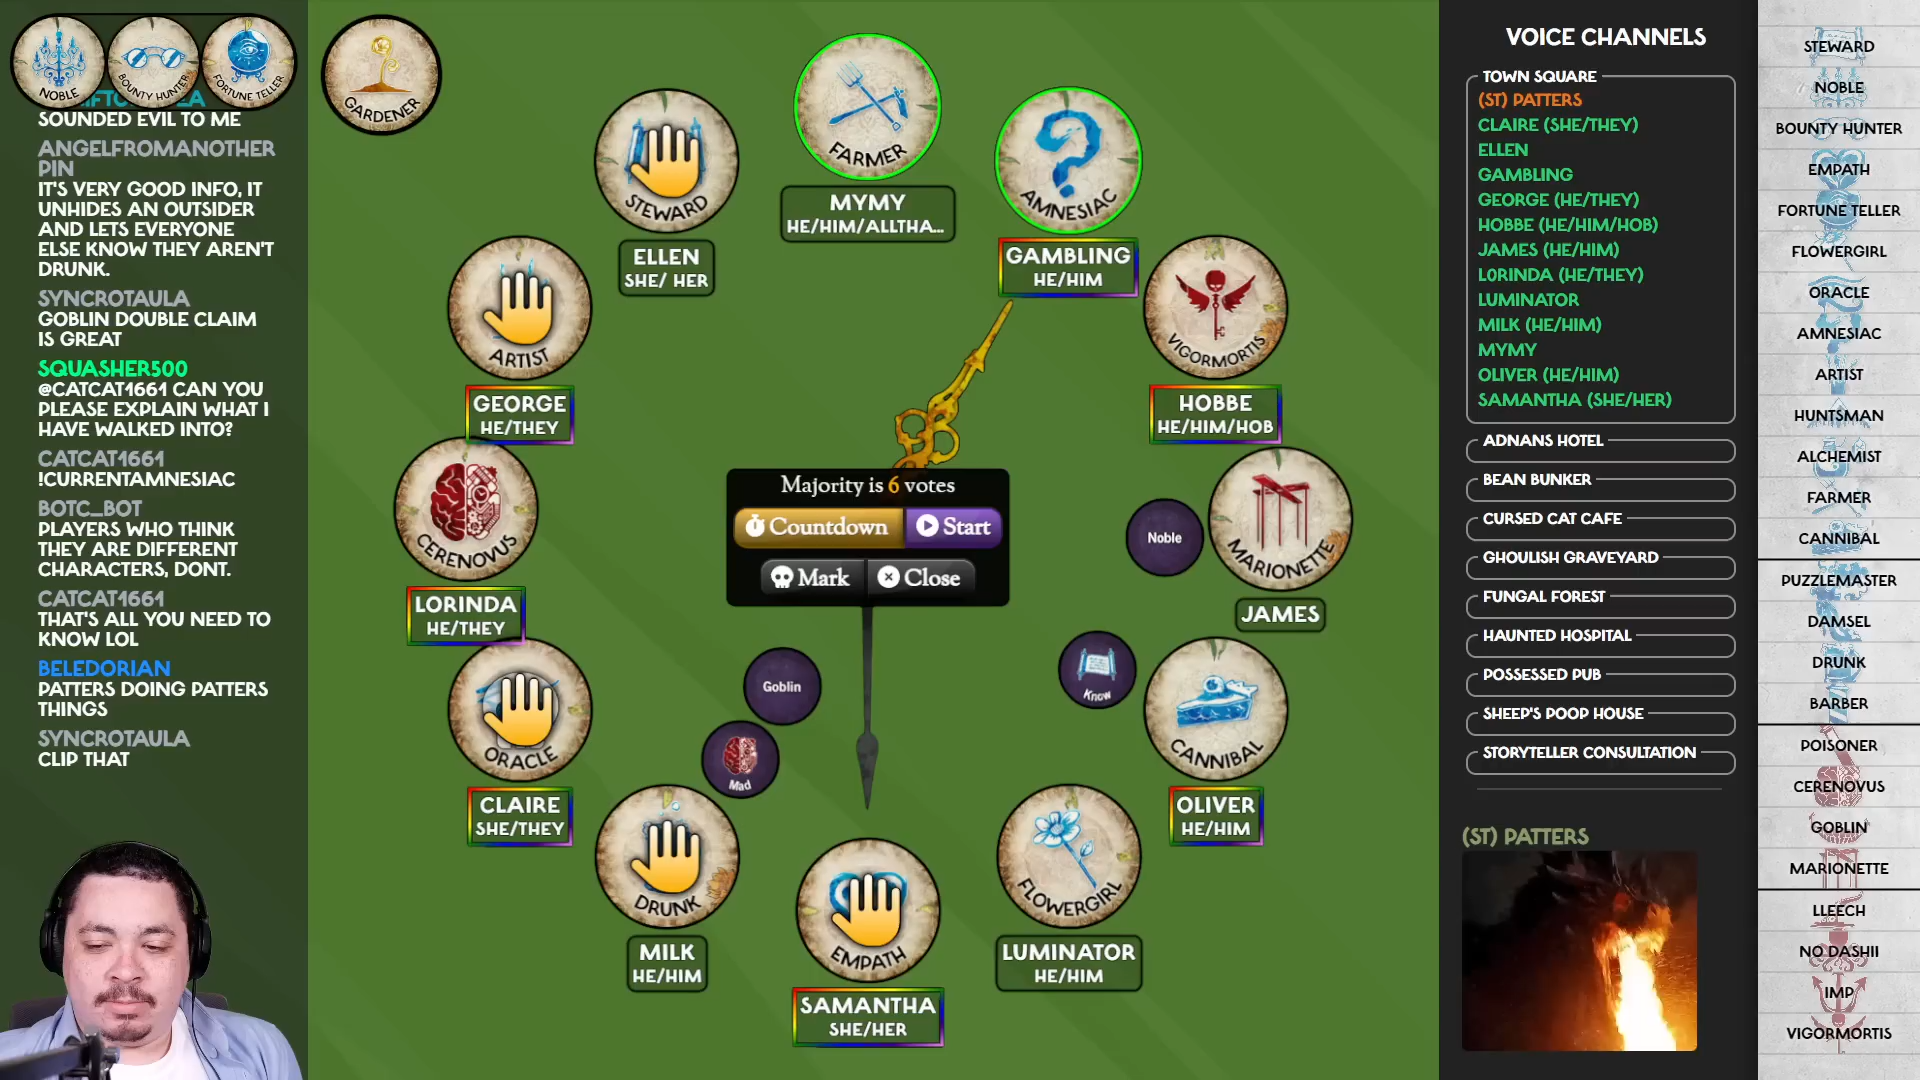 NOBLE
BOUNTY HUNTER
FORTUNE TELLER
SOUNDED EVIL TO ME
ANGELFROMANOTHER
PIN
IT'S VERY GOOD INFO, IT
UNHIDES AN OUTSIDER
AND LETS EVERYONE
ELSE KNOW THEY AREN'T
DRUNK.
SYNCROTAULA
GOBLIN DOUBLE CLAIM
IS GREAT
SQUASHER500
@CATCAT1661 CAN YOU
PLEASE EXPLAIN WHAT I
HAVE WALKED INTO?
CATCAT1661
!CURRENTAMNESIAC
BOTC_BOT
PLAYERS WHO THINK
THEY ARE DIFFERENT
CHARACTERS, DONT.
CATCAT1661
THAT'S ALL YOU NEED TO
KNOW LOL
BELEDORIAN
PATTERS DOING PATTERS
THINGS
SYNCROTAULA
CLIP THAT
GARDENER
FARMER
MYMY
HE/HIM/ALLTHA...
AMNESIAC
GAMBLING
HE/HIM
STEWARD
ELLEN
SHE/ HER
VIGORMORTIS
HOBBE
HE/HIM/HOB
ARTIST
GEORGE
HE/THEY
Noble
MARIONETTE
JAMES
CERENOVUS
LORINDA
HE/THEY
Majority is 6 votes
Countdown
Start
Mark
Close
Goblin
Mad
Know
CANNIBAL
OLIVER
HE/HIM
ORACLE
CLAIRE
SHE/THEY
DRUNK
MILK
HE/HIM
EMPATH
SAMANTHA
SHE/HER
FLOWERGIRL
LUMINATOR
HE/HIM
VOICE CHANNELS
TOWN SQUARE
(ST) PATTERS
CLAIRE (SHE/THEY)
ELLEN
GAMBLING
GEORGE (HE/THEY)
HOBBE (HE/HIM/HOB)
JAMES (HE/HIM)
LORINDA (HE/THEY)
LUMINATOR
MILK (HE/HIM)
MYMY
OLIVER (HE/HIM)
SAMANTHA (SHE/HER)
ADNANS HOTEL
BEAN BUNKER
CURSED CAT CAFE
GHOULISH GRAVEYARD
FUNGAL FOREST
HAUNTED HOSPITAL
POSSESSED PUB
SHEEP'S POOP HOUSE
STORYTELLER CONSULTATION
(ST) PATTERS
STEWARD
NOBLE
BOUNTY HUNTER
EMPATH
FORTUNE TELLER
FLOWERGIRL
ORACLE
AMNESIAC
ARTIST
HUNTSMAN
ALCHEMIST
FARMER
CANNIBAL
PUZZLEMASTER
DAMSEL
DRUNK
BARBER
POISONER
CERENOVUS
GOBLIN
MARIONETTE
LLEECH
NO DASHII
IMP
VIGORMORTIS